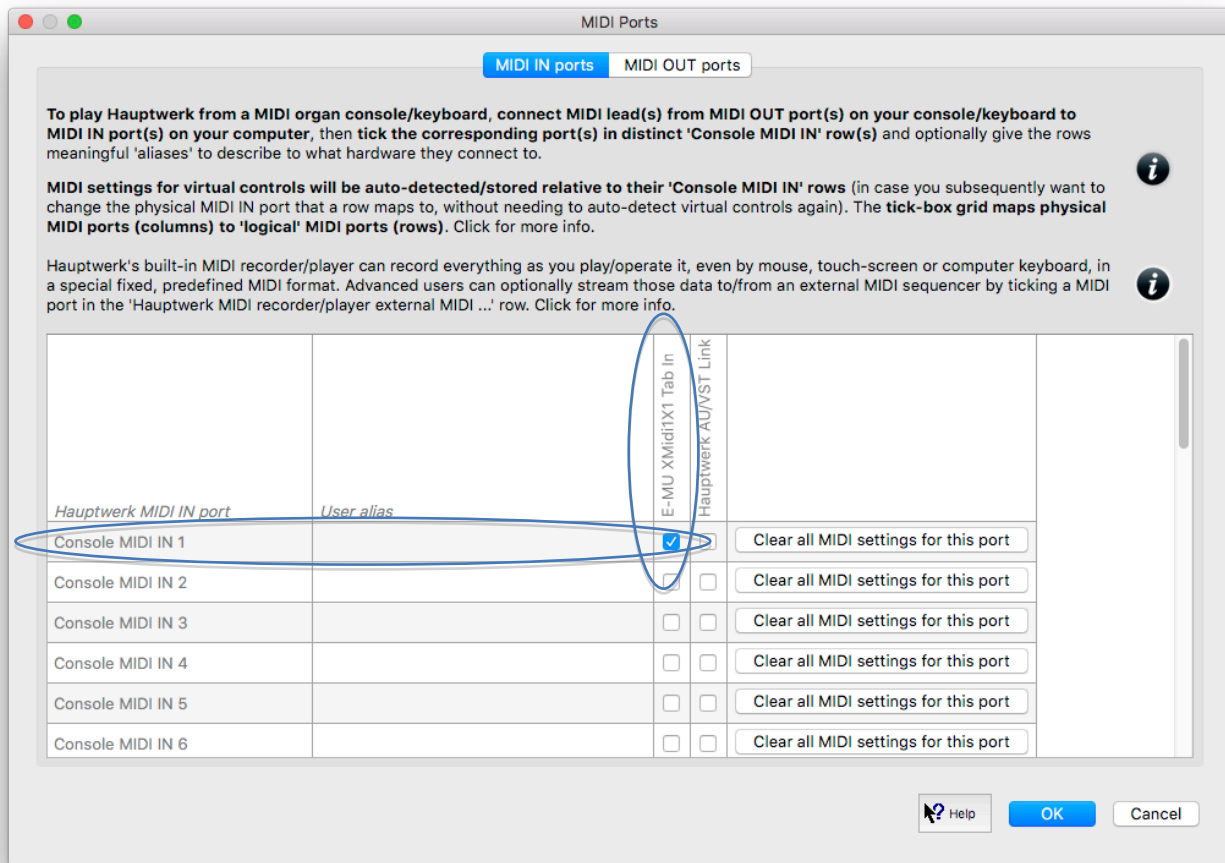 MIDI Ports
MIDI IN ports MIDI OUT ports
To play Hauptwerk from a MIDI organ console/keyboard, connect MIDI lead(s) from MIDI OUT port(s) on your console/keyboard to
MIDI IN port(s) on your computer, then tick the corresponding port(s) in distinct 'Console MIDI IN' row(s) and optionally give the rows
meaningful 'aliases' to describe to what hardware they connect to.
MIDI settings for virtual controls will be auto-detected/stored relative to their 'Console MIDI IN' rows (in case you subsequently want to
change the physical MIDI IN port that a row maps to, without needing to auto-detect virtual controls again). The tick-box grid maps physical
MIDI ports (columns) to 'logical' MIDI ports (rows). Click for more info.
Hauptwerk's built-in MIDI recorder/player can record everything as you play/operate it, even by mouse, touch-screen or computer keyboard, in
a special fixed, predefined MIDI format. Advanced users can optionally stream those data to/from an external MIDI sequencer by ticking a MIDI
port in the 'Hauptwerk MIDI recorder/player external MIDI ...' row. Click for more info.
Hauptwerk MIDI IN port User alias
E-MU XMidi1X1 Tab In
Hauptwerk AU/VST Link
Console MIDI IN 1 Clear all MIDI settings for this port
Console MIDI IN 2 Clear all MIDI settings for this port
Console MIDI IN 3 Clear all MIDI settings for this port
Console MIDI IN 4 Clear all MIDI settings for this port
Console MIDI IN 5 Clear all MIDI settings for this port
Console MIDI IN 6 Clear all MIDI settings for this port
? Help OK Cancel